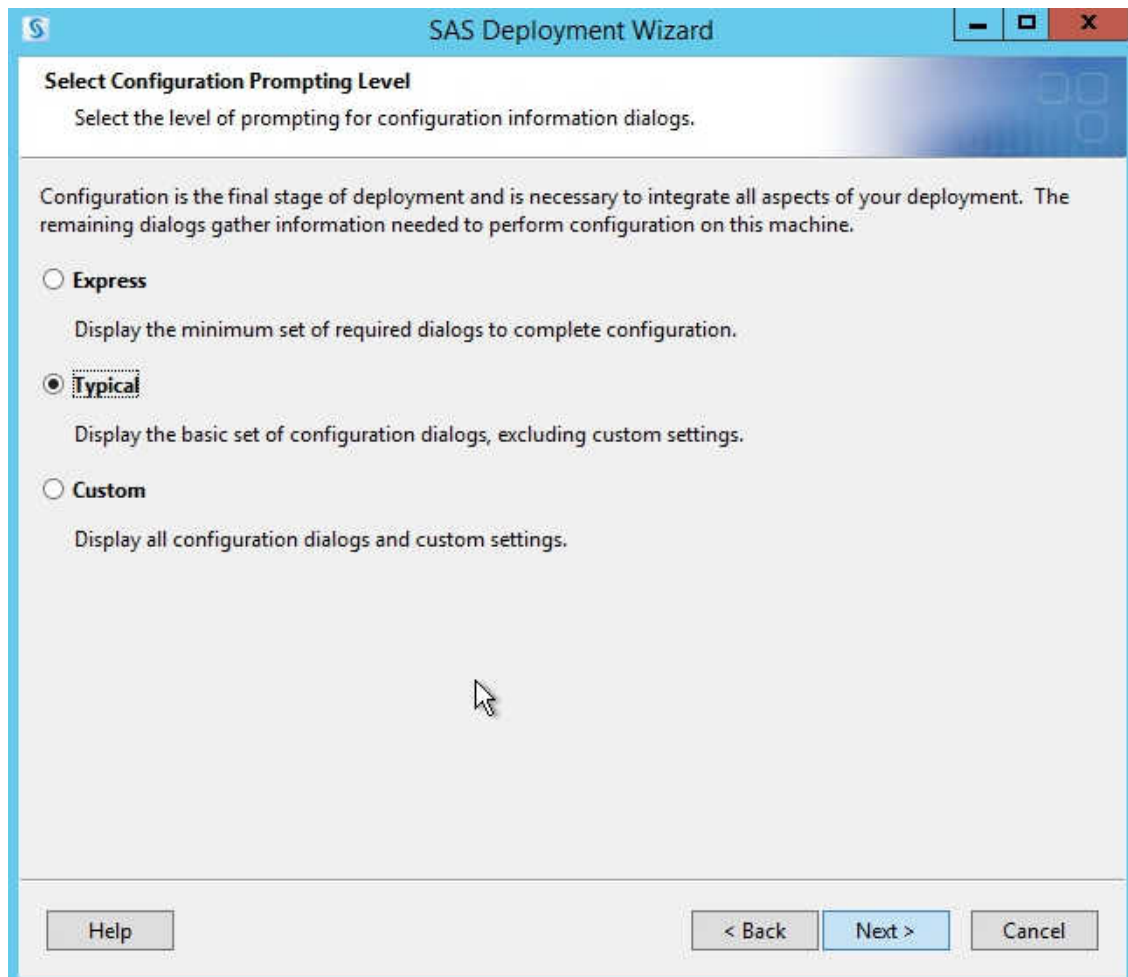 SAS Deployment Wizard
Select Configuration Prompting Level
Select the level of prompting for configuration information dialogs.
Configuration is the final stage of deployment and is necessary to integrate all aspects of your deployment. The
remaining dialogs gather information needed to perform configuration on this machine.
Express
Display the minimum set of required dialogs to complete configuration.
Typical
Display the basic set of configuration dialogs, excluding custom settings.
Custom
Display all configuration dialogs and custom settings.
Help
< Back
Next >
Cancel